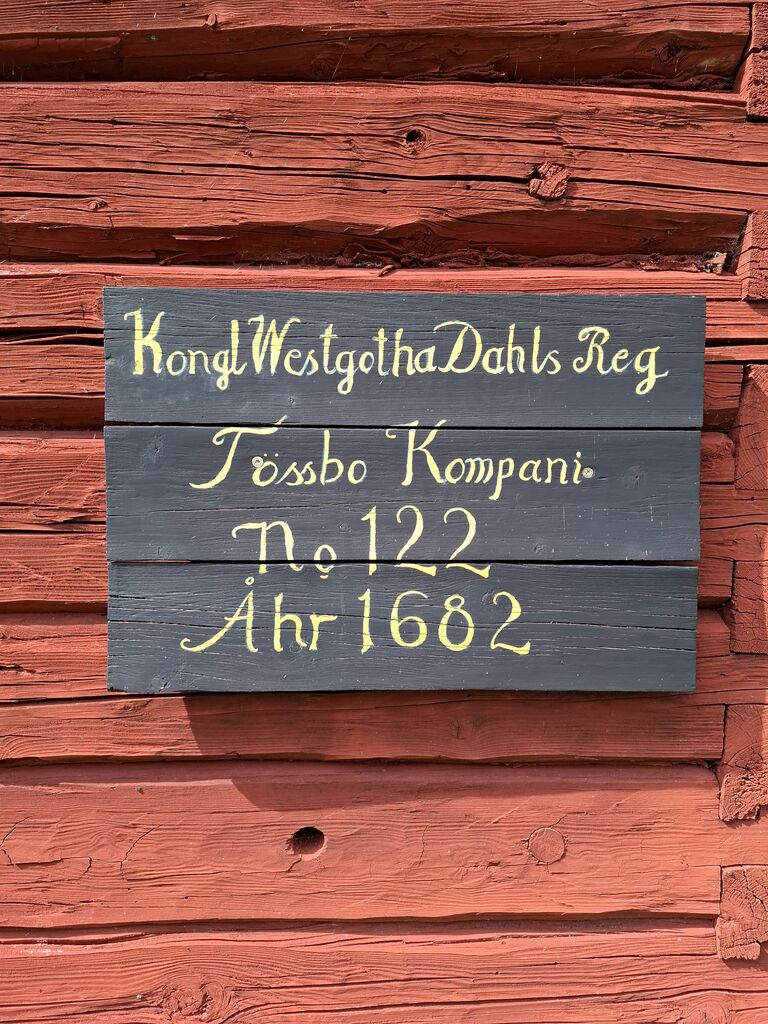 Kongl Westgotha Dahls Reg
Tössbo Kompani
No 122
Åhr 1682